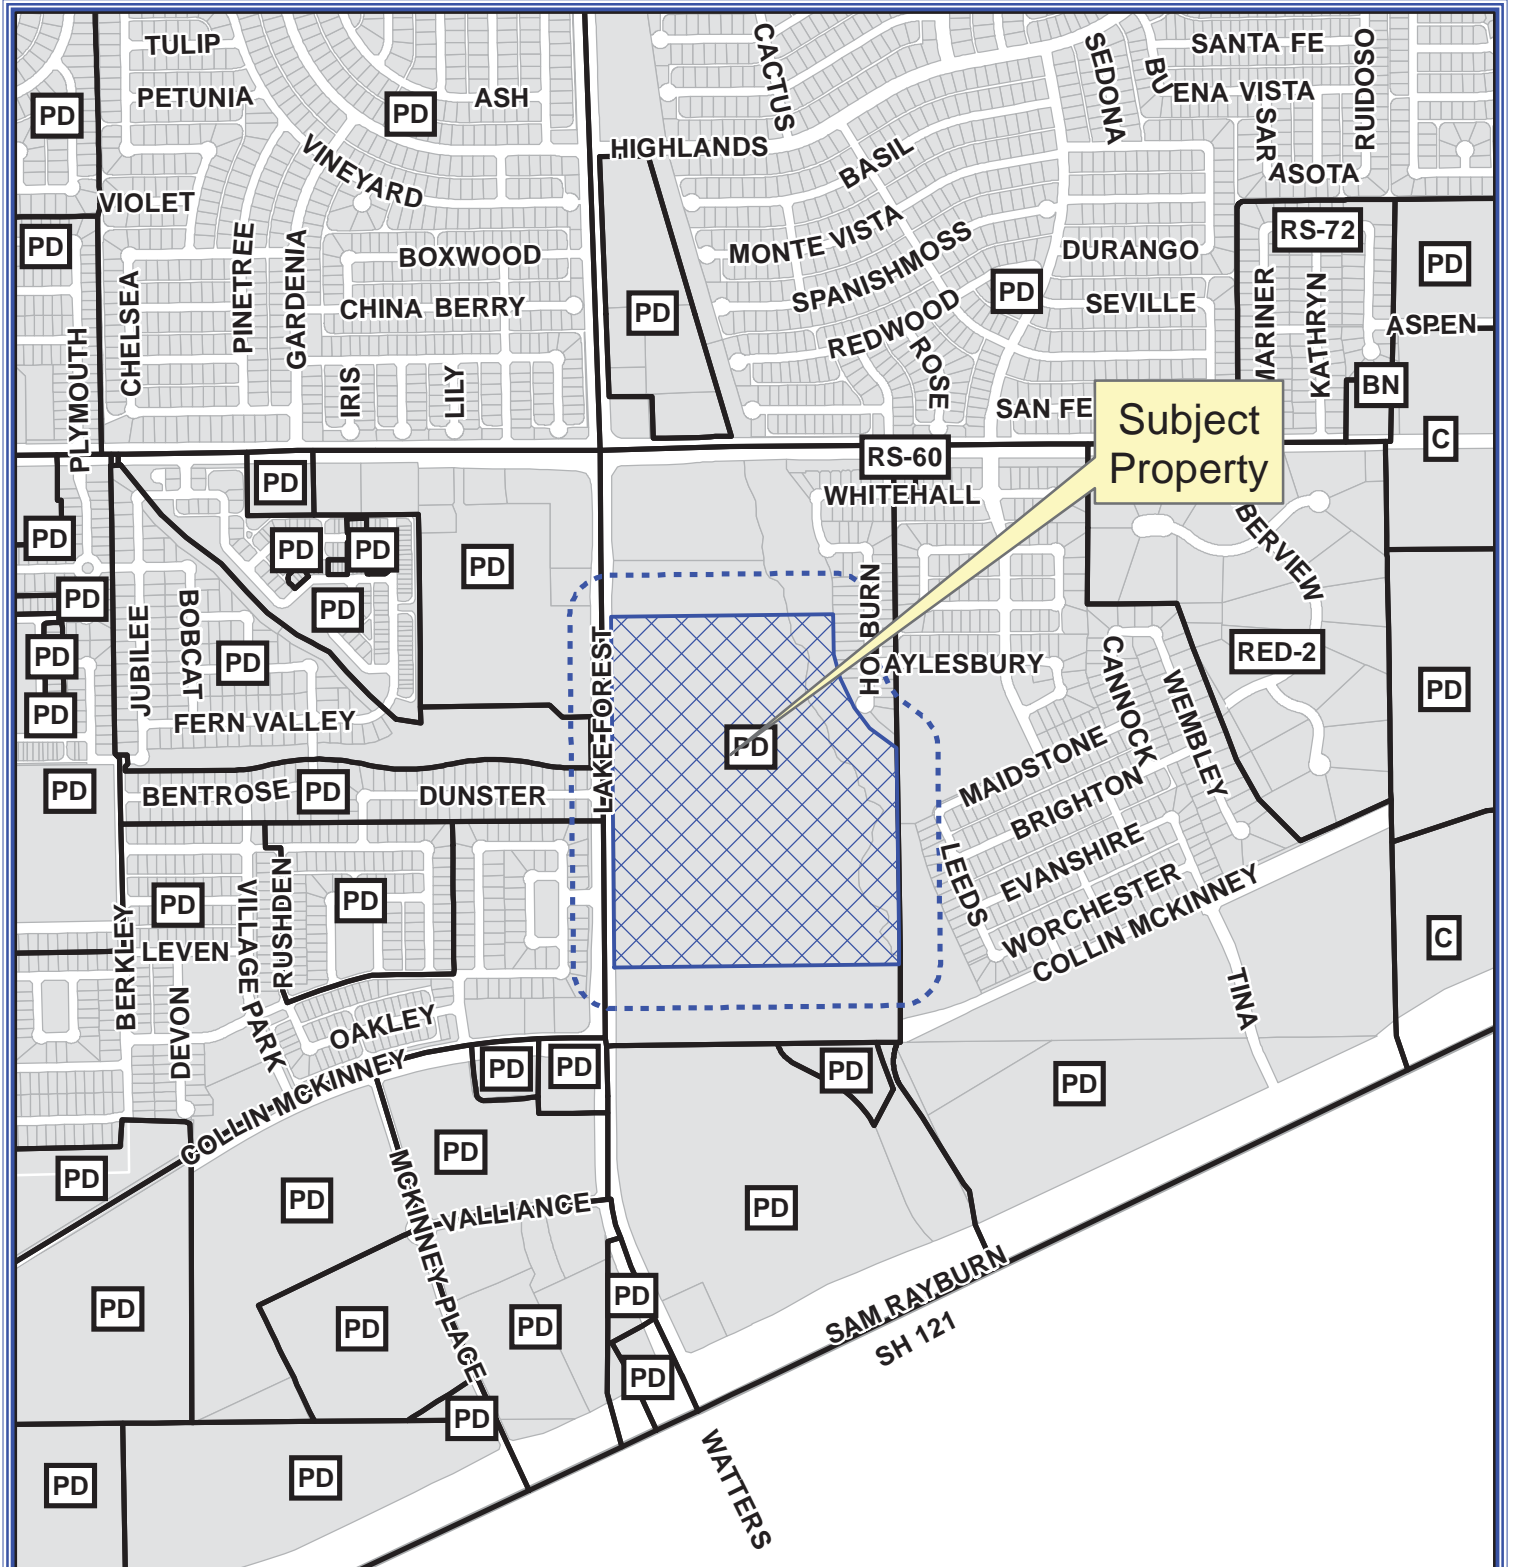 TULIP
PETUNIA
PD
PD
ASH
VINEYARD
VIOLET
PD
CACTUS
SEDONA
SANTA FE
BUENA VISTA
SARASOTA
RUIDOSO
HIGHLANDS
BASIL
MONTE VISTA
SPANISHMOSS
REDWOOD
ROSE
PD
PD
DURANGO
SEVILLE
SAN FE
RS-72
PD
MARINER
KATHRYN
ASPEN
BN
C
CHELSEA
PINETREE
GARDENIA
BOXWOOD
CHINA BERRY
PLYMOUTH
IRIS
LILY
Subject
Property
RS-60
WHITEHALL
PD
PD
PD
PD
PD
PD
PD
PD
PD
PD
JUBILEE
BOBCAT
FERN VALLEY
LAKE FOREST
HOLBURN
AYLESBURY
BERVIEW
RED-2
PD
CANNOCK
WEMBLEY
PD
MAIDSTONE
BRIGHTON
EVANSHIRE
WORCHESTER
COLLIN MCKINNEY
LEEDS
TINA
C
PD
BENTROSE
PD
DUNSTER
PD
PD
LEVEN
VILLAGE PARK
RUSHDEN
BERKLEY
DEVON
OAKLEY
COLLIN MCKINNEY
PD
PD
PD
PD
PD
PD
PD
MCKINNEY PLACE
VALLIANCE
PD
PD
PD
PD
PD
PD
PD
PD
PD
SAM RAYBURN
SH 121
WATTERS